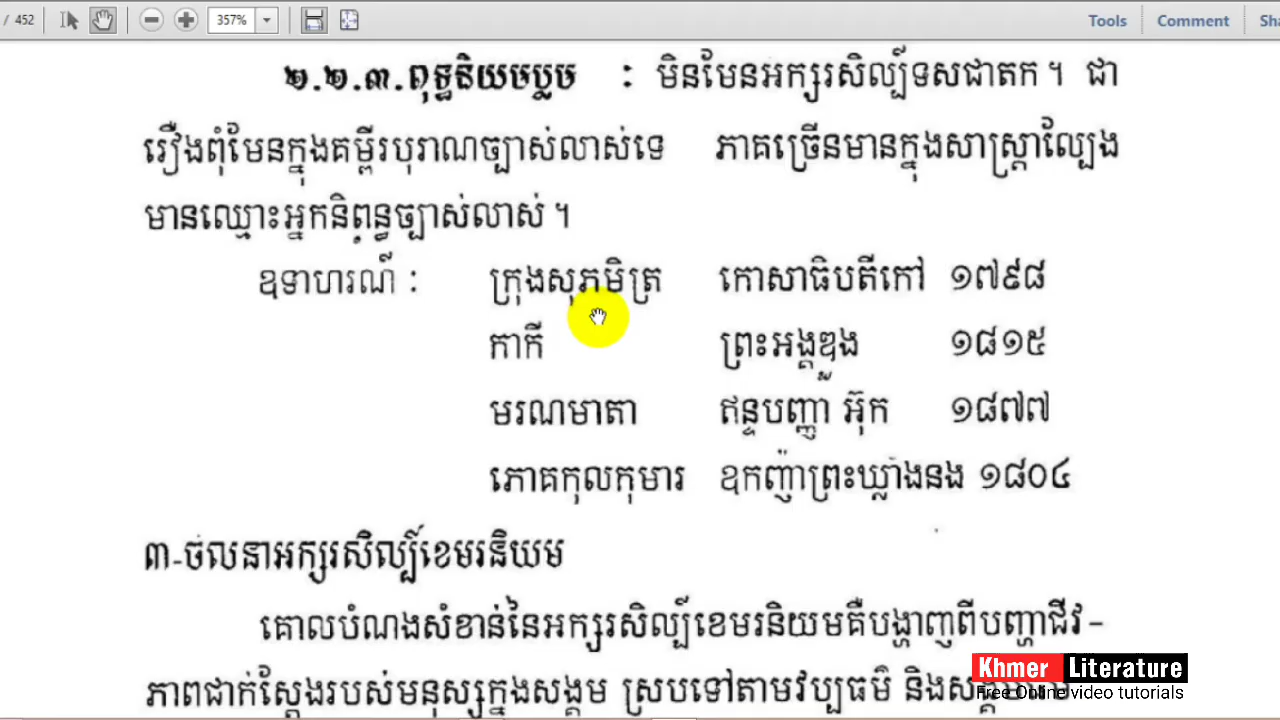 / 452 357% Tools Comment Sha
២.២.៣.ពុទ្ធនិយមប្លម : មិនមែនអក្សរសិល្ប៍ទសជាតក។ ជា
រឿងពុំមែនក្នុងគម្ពីរបុរាណច្បាស់លាស់ទេ ភាគច្រើនមានក្នុងសាស្ត្រាល្បែង
មានឈ្មោះអ្នកនិពន្ធច្បាស់លាស់។
ឧទាហរណ៍ : ក្រុងសុភមិត្រ កោសាធិបតីកៅ ១៧៩៨
កាកី ព្រះអង្គឌួង ១៨១៥
មរណមាតា ឥន្ទបញ្ញា អ៊ុក ១៨៧៧
ភោគកុលកុមារ ឧកញ៉ាព្រះឃ្លាំងនង ១៨០៤
៣-ចលនាអក្សរសិល្ប៍ខេមរនិយម
គោលបំណងសំខាន់នៃអក្សរសិល្ប៍ខេមរនិយមគឺបង្ហាញពីបញ្ហាជីវ-
ភាពជាក់ស្ដែងរបស់មនុស្សក្នុងសង្គម ស្របទៅតាមវប្បធម៌ និង
Khmer Literature
Free Online video tutorials